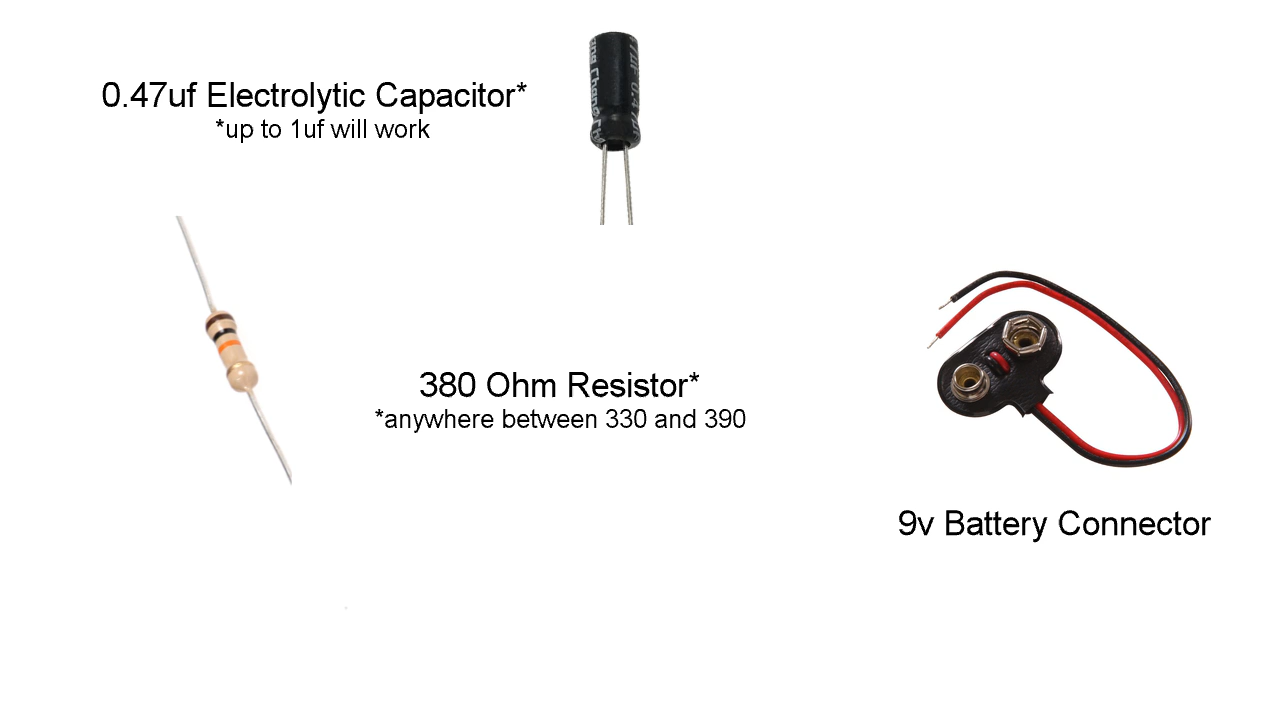 0.47uf Electrolytic Capacitor*
*up to 1uf will work
380 Ohm Resistor*
*anywhere between 330 and 390
9v Battery Connector